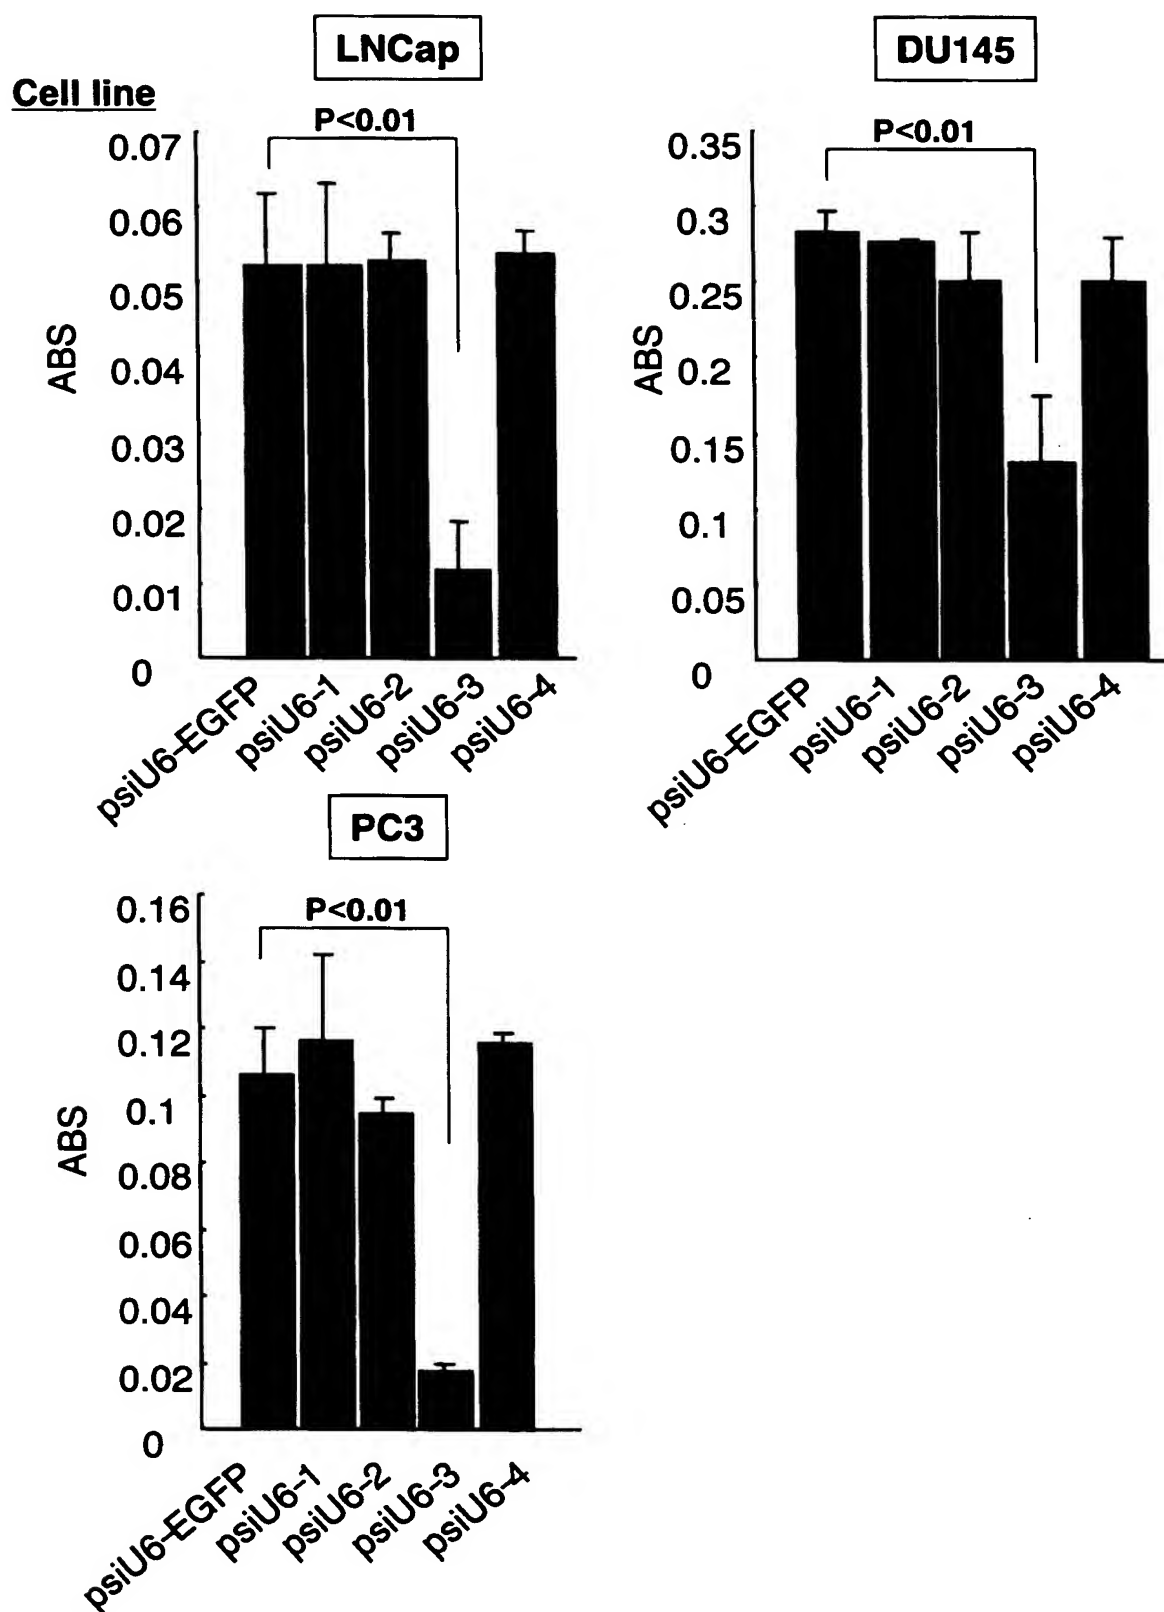 LNCap
DU145
Cell line
P<0.01
0.07
0.06
0.05
0.04
0.03
0.02
0.01
0
ABS
psiU6-EGFP
psiU6-1
psiU6-2
psiU6-3
psiU6-4
P<0.01
0.35
0.3
0.25
0.2
0.15
0.1
0.05
0
ABS
psiU6-EGFP
psiU6-1
psiU6-2
psiU6-3
psiU6-4
PC3
P<0.01
0.16
0.14
0.12
0.1
0.08
0.06
0.04
0.02
0
ABS
psiU6-EGFP
psiU6-1
psiU6-2
psiU6-3
psiU6-4